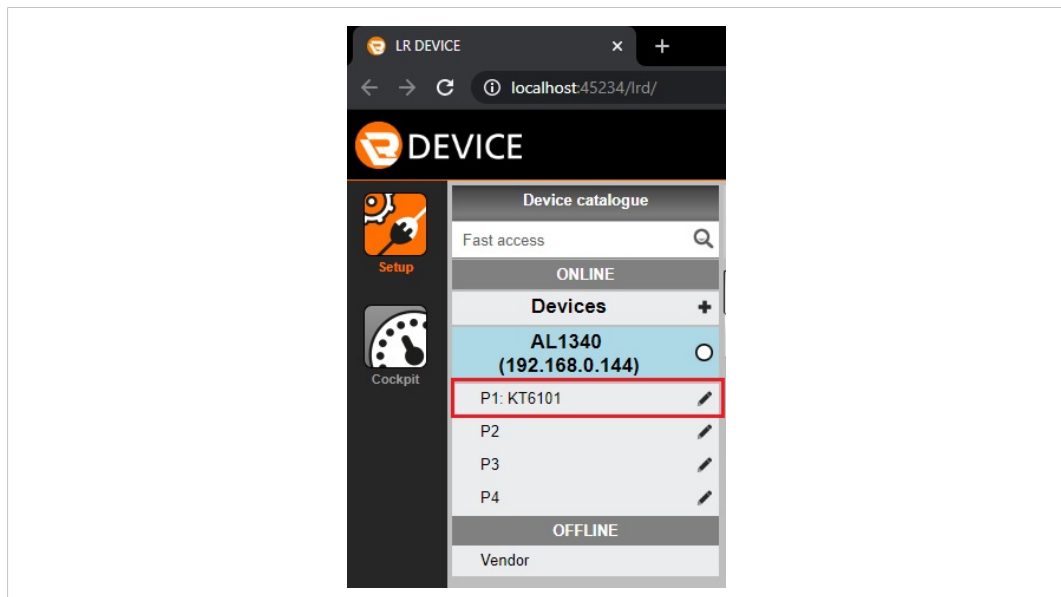 LR DEVICE
localhost:45234/lrd/
DEVICE
Setup
Cockpit
Device catalogue
Fast access
ONLINE
Devices
AL1340
(192.168.0.144)
P1: KT6101
P2
P3
P4
OFFLINE
Vendor